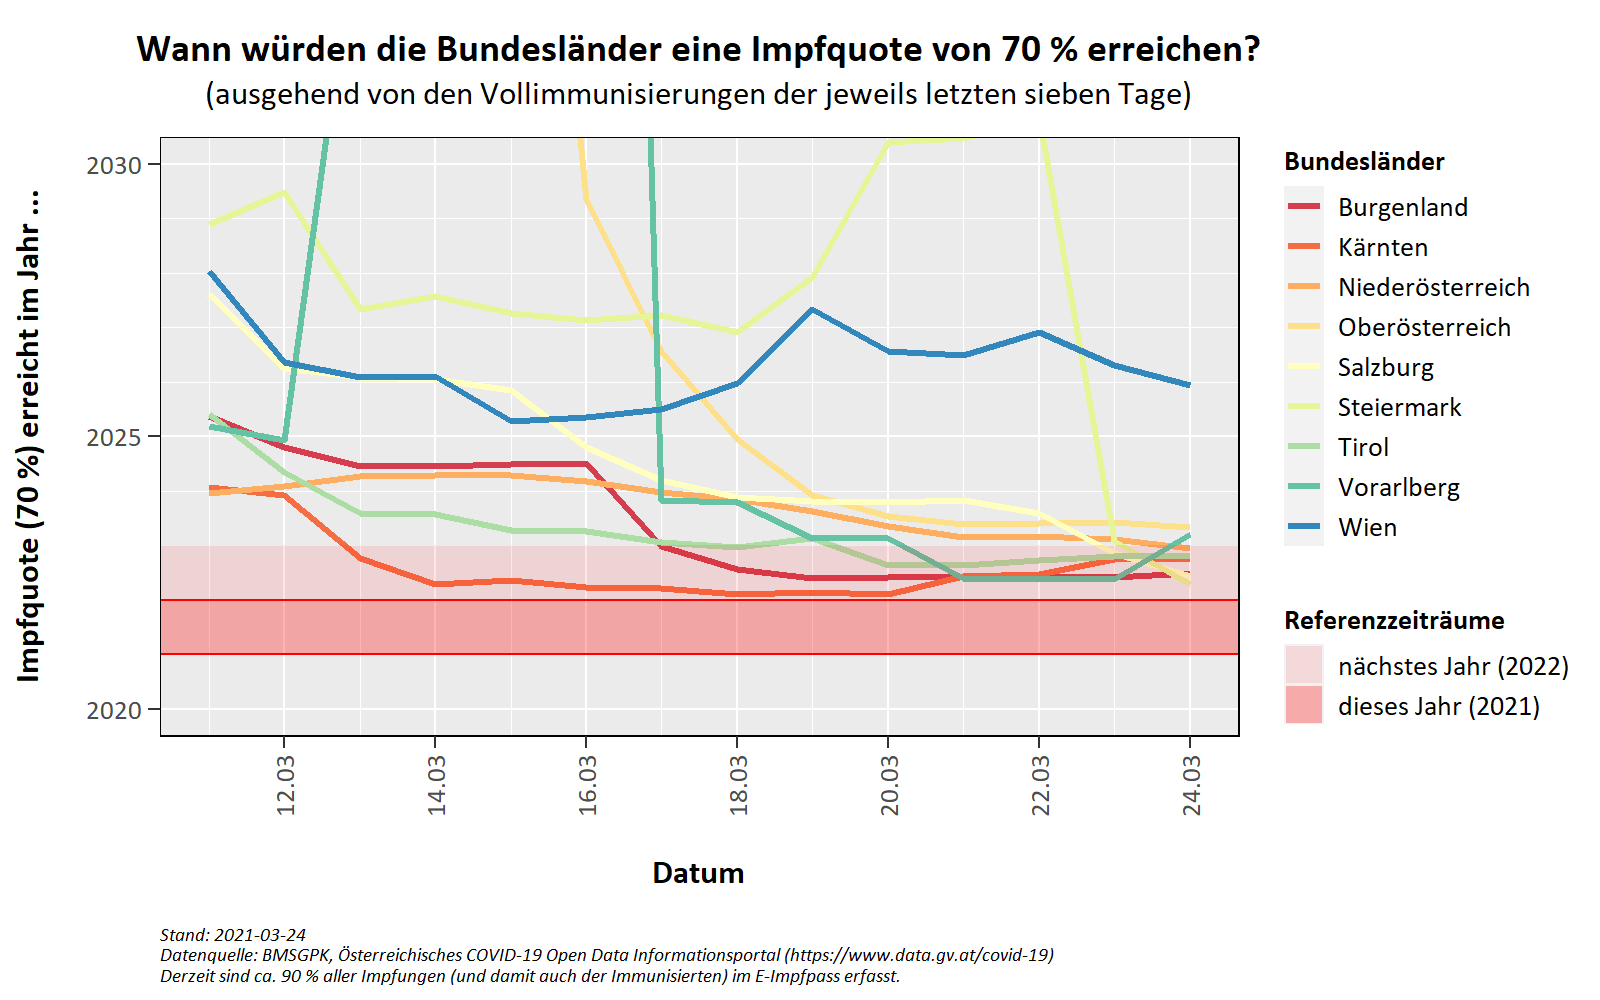 Wann würden die Bundesländer eine Impfquote von 70 % erreichen?
(ausgehend von den Vollimmunisierungen der jeweils letzten sieben Tage)
Impfquote (70 %) erreicht im Jahr ...
2030
2025
2020
12.03
14.03
16.03
18.03
20.03
22.03
24.03
Datum
Bundesländer
Burgenland
Kärnten
Niederösterreich
Oberösterreich
Salzburg
Steiermark
Tirol
Vorarlberg
Wien
Referenzzeiträume
nächstes Jahr (2022)
dieses Jahr (2021)
Stand: 2021-03-24
Datenquelle: BMSGPK, Österreichisches COVID-19 Open Data Informationsportal (https://www.data.gv.at/covid-19)
Derzeit sind ca. 90 % aller Impfungen (und damit auch der Immunisierten) im E-Impfpass erfasst.